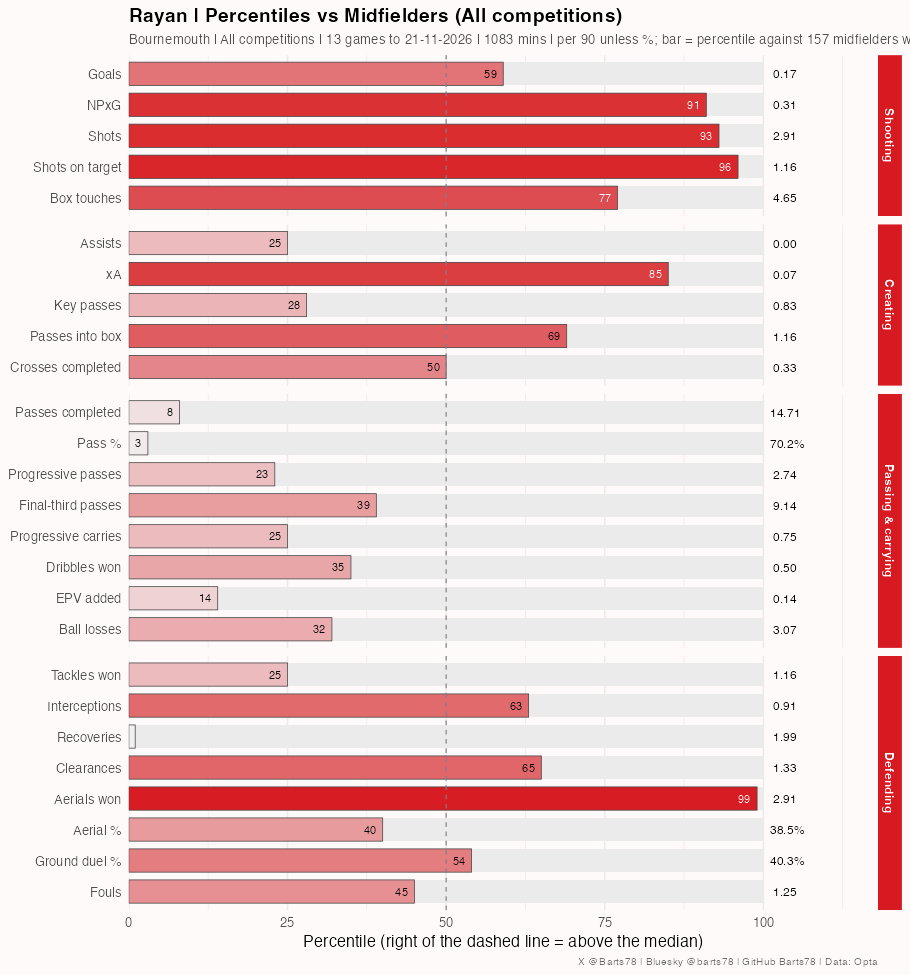 Rayan | Percentiles vs Midfielders (All competitions)
Bournemouth | All competitions | 13 games to 21-11-2026 | 1083 mins | per 90 unless %; bar = percentile against 157 midfielders w
Goals 59 0.17
NPxG 91 0.31
Shots 93 2.91
Shots on target 96 1.16
Box touches 77 4.65
Shooting
Assists 25 0.00
xA 85 0.07
Key passes 28 0.83
Passes into box 69 1.16
Crosses completed 50 0.33
Creating
Passes completed 8 14.71
Pass % 3 70.2%
Progressive passes 23 2.74
Final-third passes 39 9.14
Progressive carries 25 0.75
Dribbles won 35 0.50
EPV added 14 0.14
Ball losses 32 3.07
Passing & carrying
Tackles won 25 1.16
Interceptions 63 0.91
Recoveries 1.99
Clearances 65 1.33
Aerials won 99 2.91
Aerial % 40 38.5%
Ground duel % 54 40.3%
Fouls 45 1.25
Defending
0 25 50 75 100
Percentile (right of the dashed line = above the median)
X @Barts78 | Bluesky @barts78 | GitHub Barts78 | Data: Opta